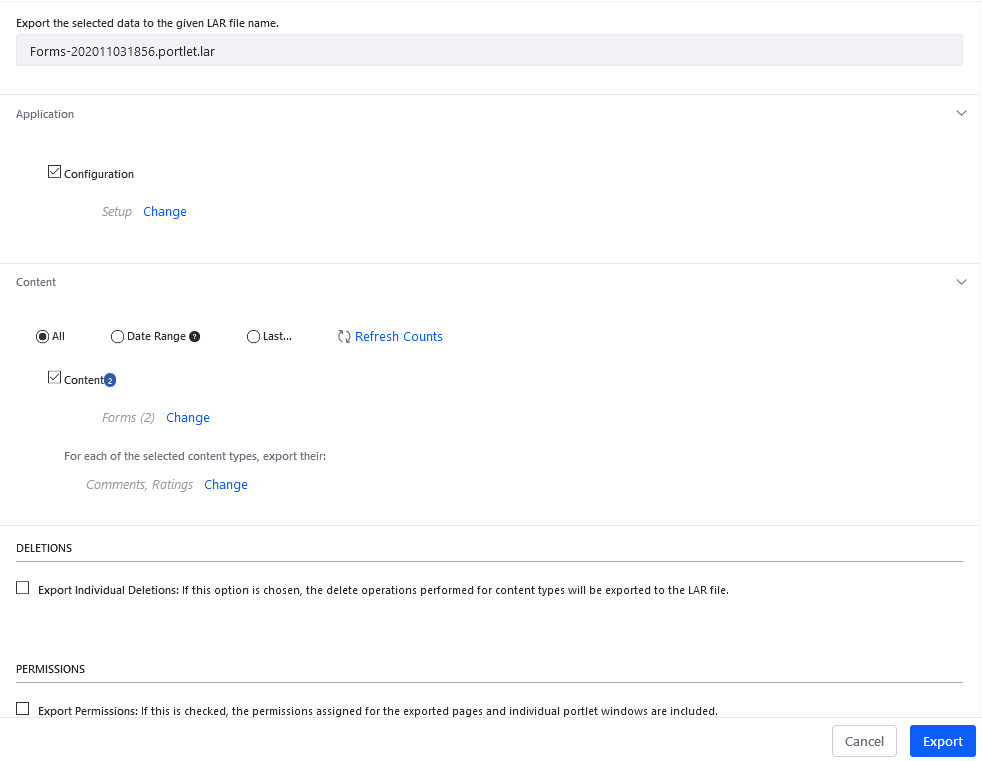 Export the selected data to the given LAR file name.
Forms-202011031856.portlet.lar
Application
Configuration
Setup Change
Content
All Date Range ? Last... Refresh Counts
Content 2
Forms (2) Change
For each of the selected content types, export their:
Comments, Ratings Change
DELETIONS
Export Individual Deletions: If this option is chosen, the delete operations performed for content types will be exported to the LAR file.
PERMISSIONS
Export Permissions: If this is checked, the permissions assigned for the exported pages and individual portlet windows are included.
Cancel Export